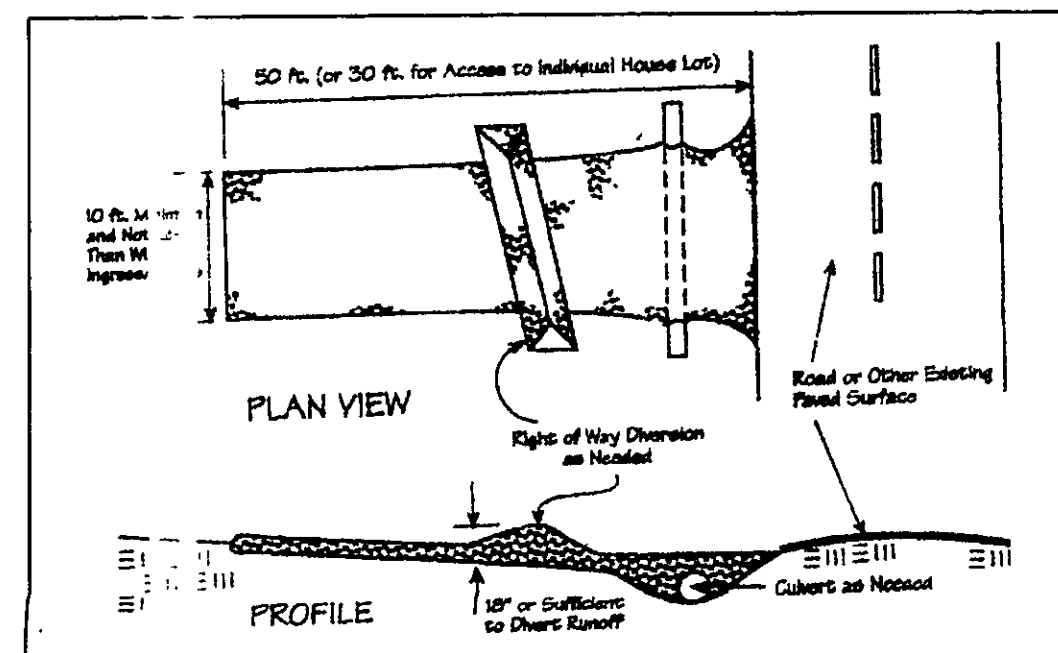 50 ft. (or 30 ft. for Access to Individual House Lot)
10 ft.
and Not
Than
PLAN VIEW
Right of Way Diversion
as Needed
Road or Other Existing
Paved Surface
18" or Sufficient
to Divert Runoff
Culvert as Needed
PROFILE